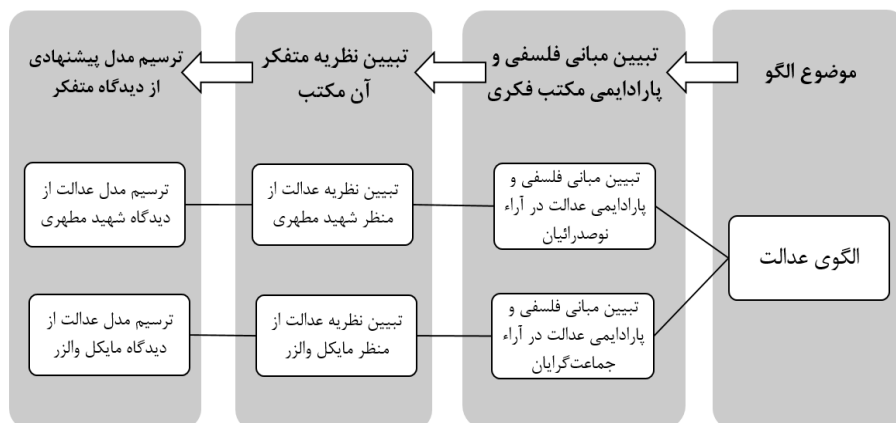 موضوع الگو
تبیین مبانی فلسفی و
پارادایمی مکتب فکری
تبیین نظریه متفکر
آن مکتب
ترسیم مدل پیشنهادی
از دیدگاه متفکر
الگوی عدالت
تبیین مبانی فلسفی و
پارادایمی عدالت در آراء
نوصدرائیان
تبیین نظریه عدالت از
منظر شهید مطهری
ترسیم مدل عدالت از
دیدگاه شهید مطهری
تبیین مبانی فلسفی و
پارادایمی عدالت در آراء
جماعت‌گرایان
تبیین نظریه عدالت از
منظر مایکل والزر
ترسیم مدل عدالت از
دیدگاه مایکل والزر